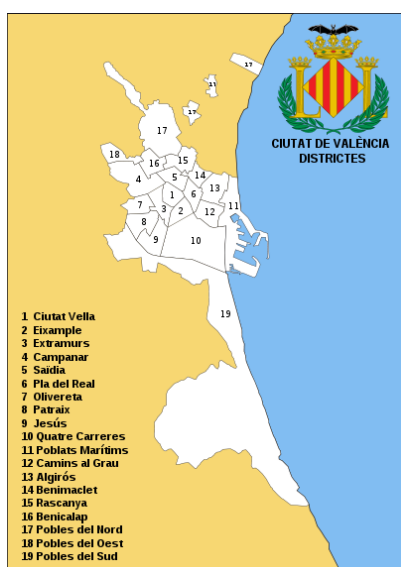 17
11
17
CIUTAT DE VALÈNCIA
DISTRICTES
17
18
16
15
4
5
14
13
1
6
7
3
2
12
11
8
9
10
19
1 Ciutat Vella
2 Eixample
3 Extramurs
4 Campanar
5 Saïdia
6 Pla del Real
7 Olivereta
8 Patraix
9 Jesús
10 Quatre Carreres
11 Poblats Marítims
12 Camins al Grau
13 Algirós
14 Benimaclet
15 Rascanya
16 Benicalap
17 Pobles del Nord
18 Pobles del Oest
19 Pobles del Sud